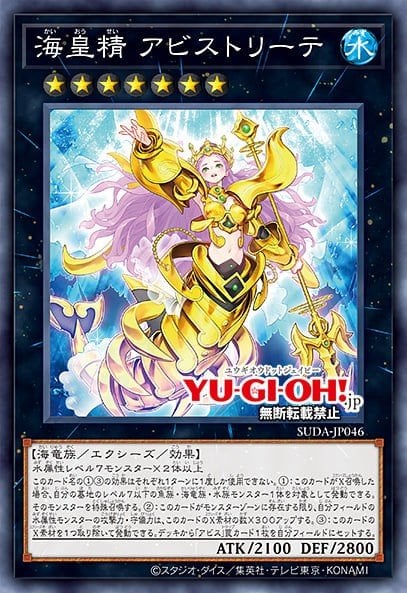 かい おう せい
海皇精 アビストリーテ
水
ユウギオウドットジェイピー
YU-GI-OH!.jp
無断転載禁止
SUDA-JP046
【海竜族／エクシーズ／効果】
水属性レベル７モンスター×２体以上
このカード名の①③の効果はそれぞれ１ターンに１度しか使用できない。①：このカードがX召喚した
場合、自分の墓地のレベル７以下の魚族・海竜族・水族モンスター１体を対象として発動できる。
そのモンスターを特殊召喚する。②：このカードがモンスターゾーンに存在する限り、自分フィールドの
水属性モンスターの攻撃力・守備力は、このカードのX素材の数×３００アップする。③：このカードの
X素材を１つ取り除いて発動できる。デッキから「アビス」罠カード１枚を自分フィールドにセットする。
ATK/2100 DEF/2800
©スタジオ・ダイス／集英社・テレビ東京・KONAMI